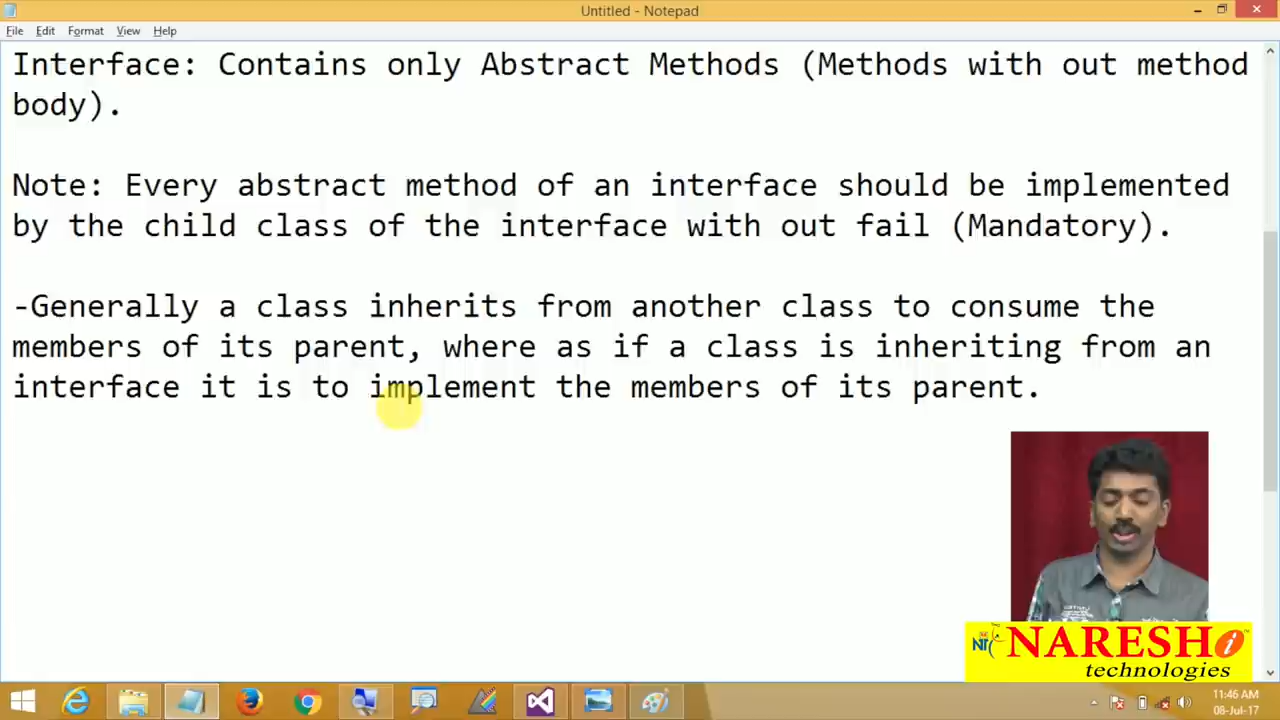 Untitled - Notepad
File Edit Format View Help
Interface: Contains only Abstract Methods (Methods with out method
body).
Note: Every abstract method of an interface should be implemented
by the child class of the interface with out fail (Mandatory).
-Generally a class inherits from another class to consume the
members of its parent, where as if a class is inheriting from an
interface it is to implement the members of its parent.
NARESH i
technologies
11:46 AM
08-Jul-17